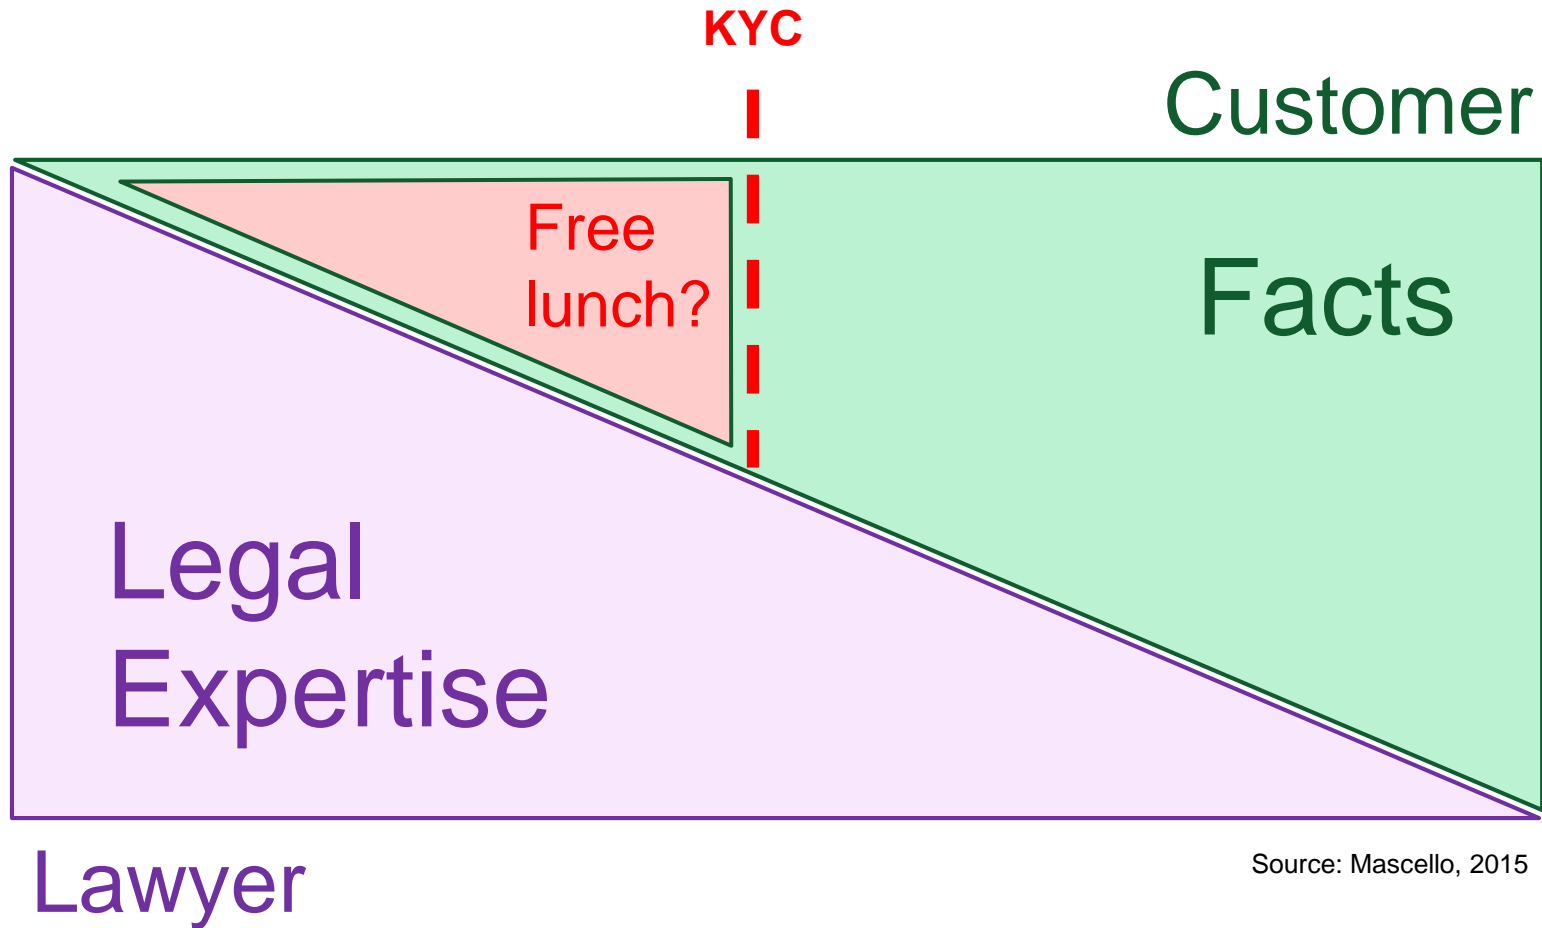 KYC
Customer
Free
lunch?
Facts
Legal
Expertise
Lawyer
Source: Mascello, 2015